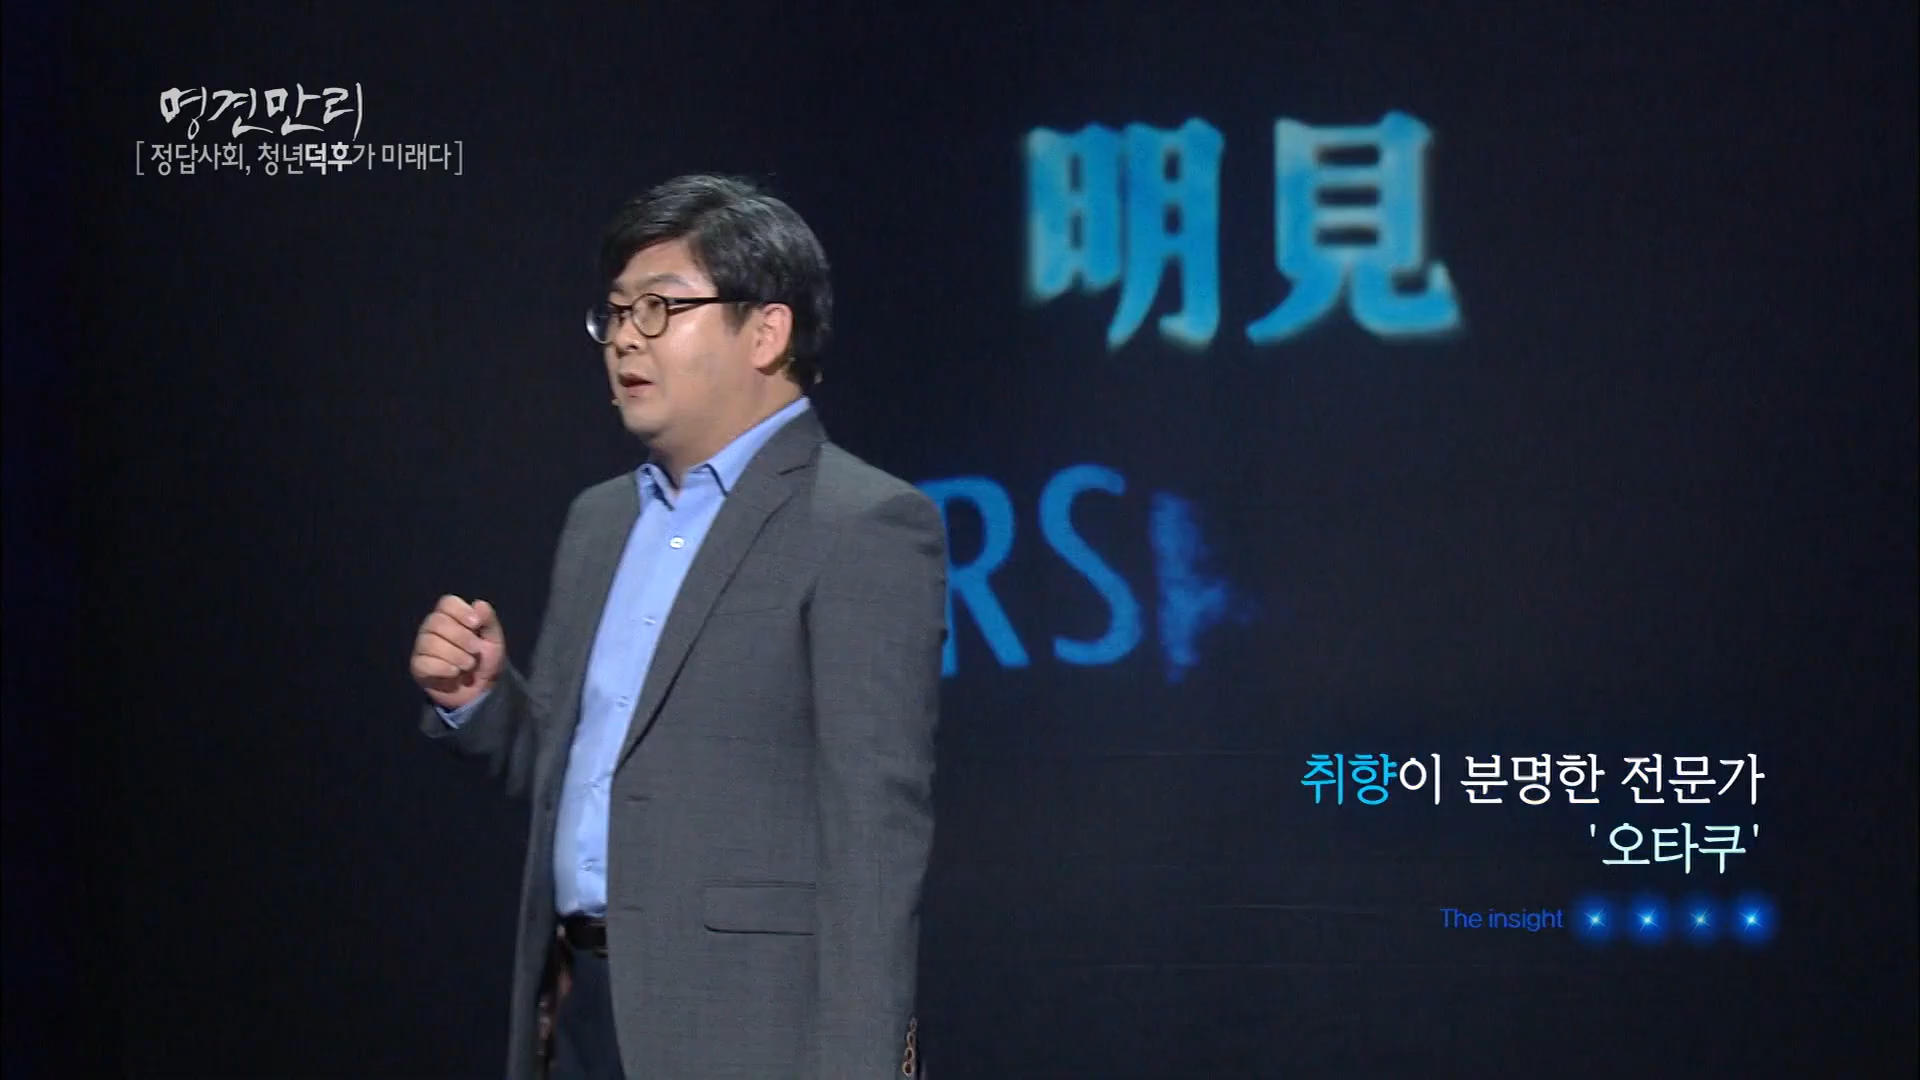 명견만리
[ 정답사회, 청년덕후가 미래다 ]
明見
RS
취향이 분명한 전문가
'오타쿠'
The insight